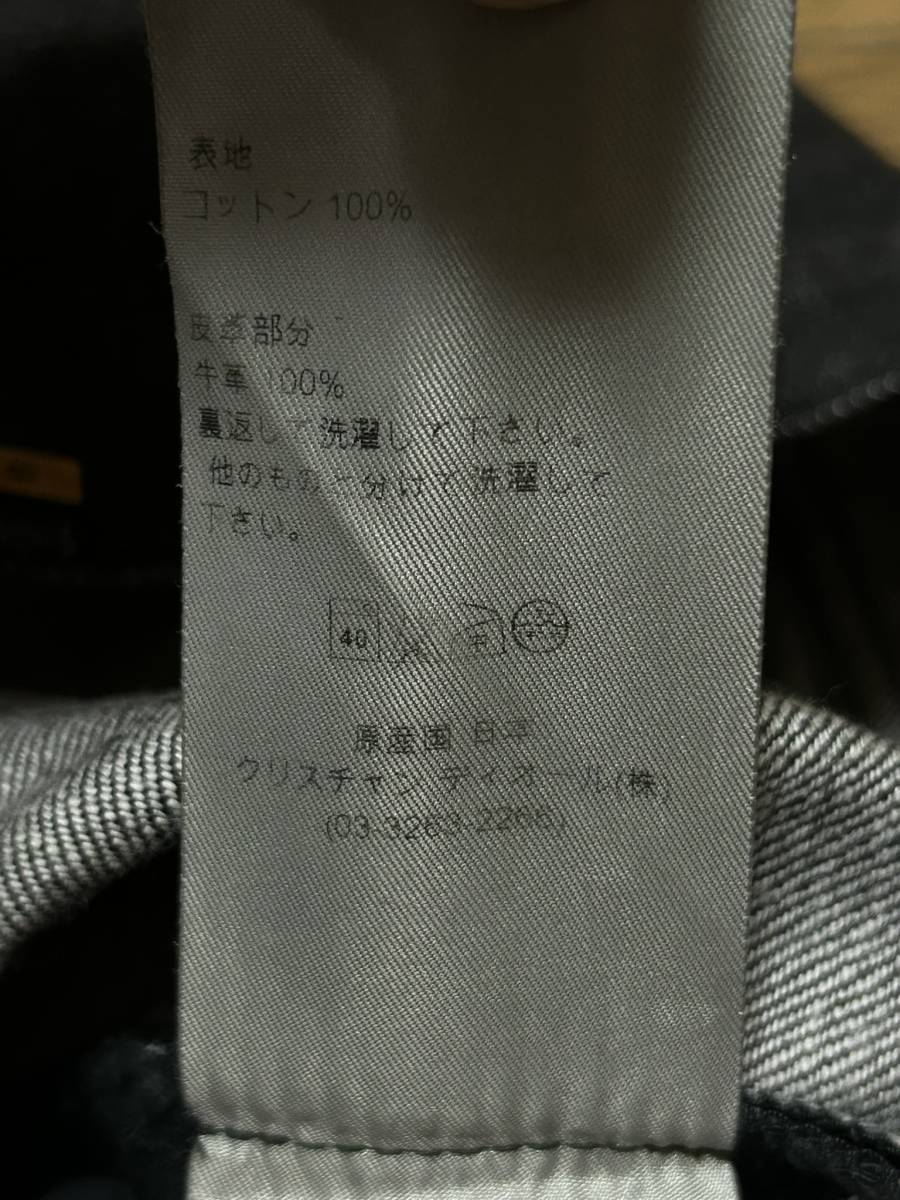 表地
コットン 100%
皮革部分
牛革 100%
裏返して洗濯して下さい。
他のものと分けて洗濯して
下さい。
40
原産国 日本
クリスチャン ディオール(株)
(03-3263-2266)